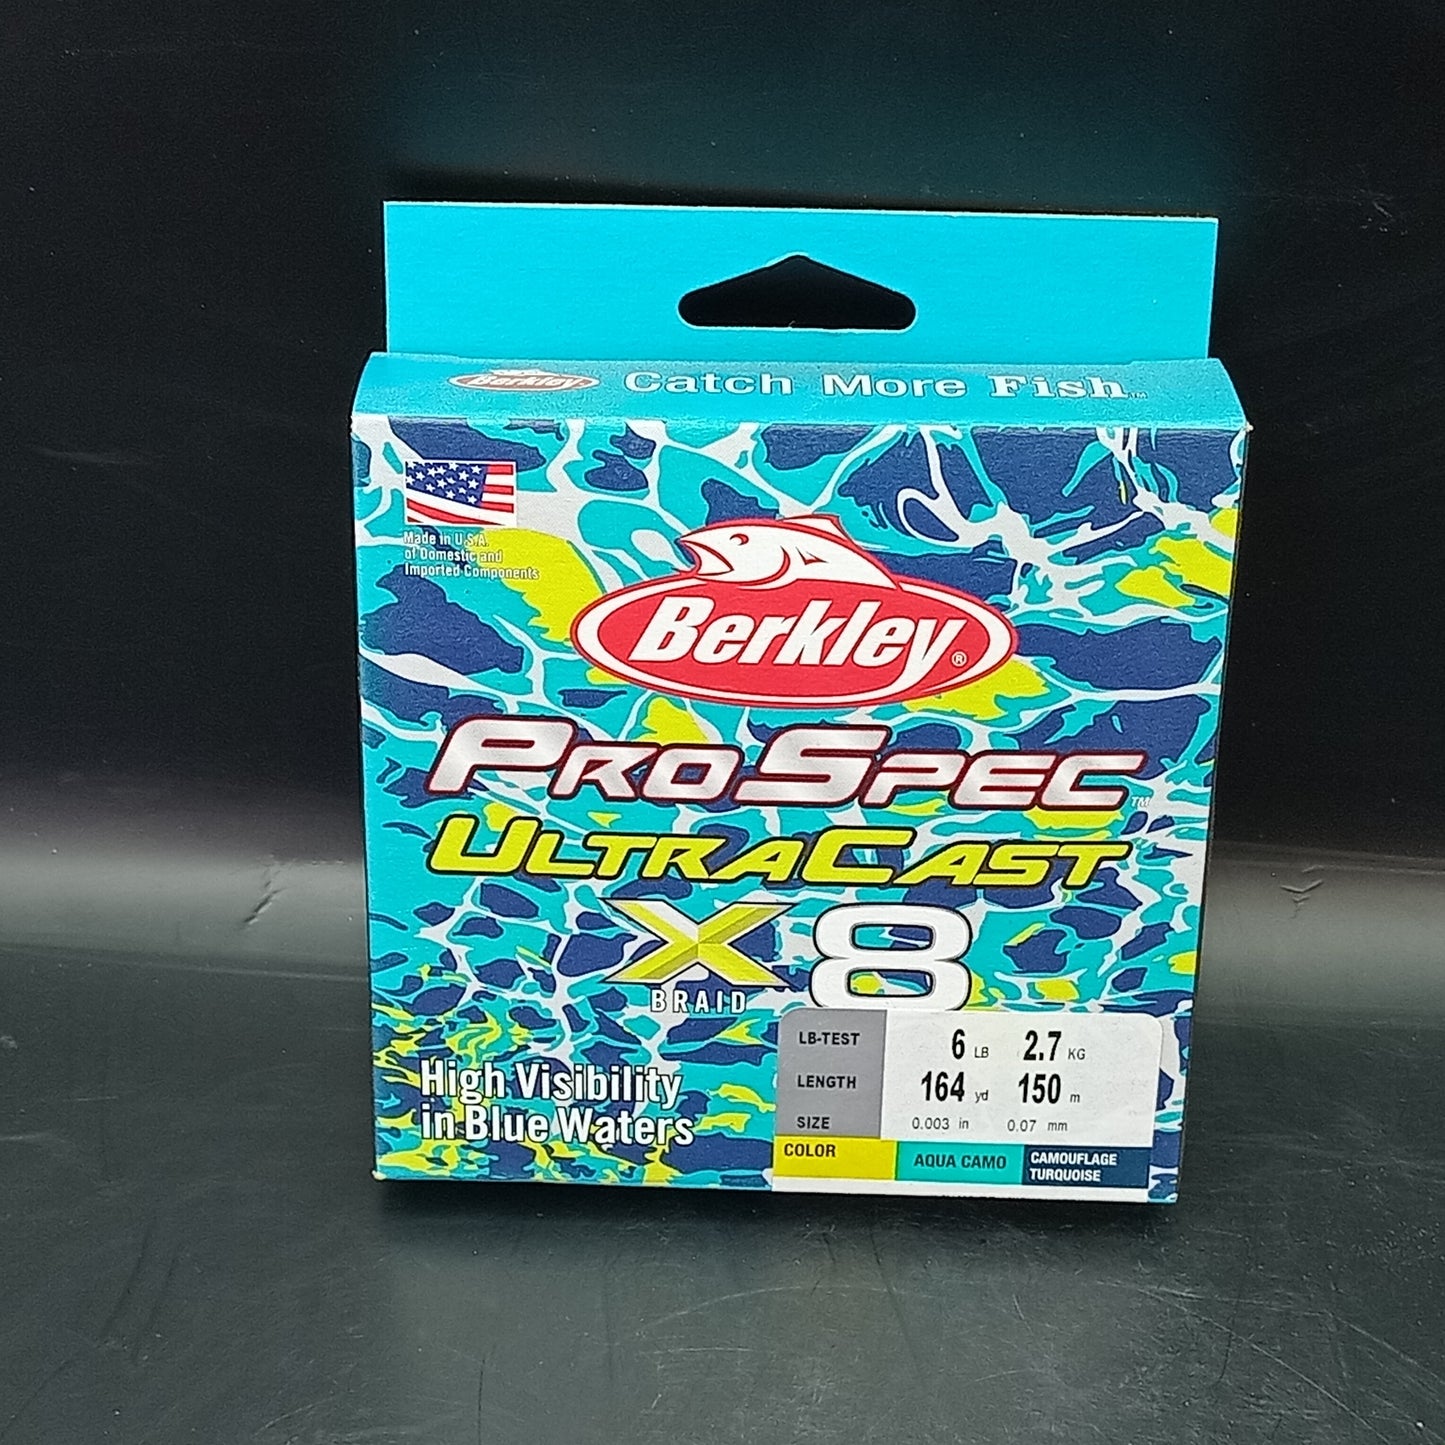 Berkley Catch More Fish™
Made in U.S.A.
of Domestic and
Imported Components
Berkley®
PROSPEC™
ULTRACAST
X8
BRAID
High Visibility
in Blue Waters
LB-TEST 6 LB 2.7 KG
LENGTH 164 yd 150 m
SIZE 0.003 in 0.07 mm
COLOR AQUA CAMO CAMOUFLAGE
TURQUOISE